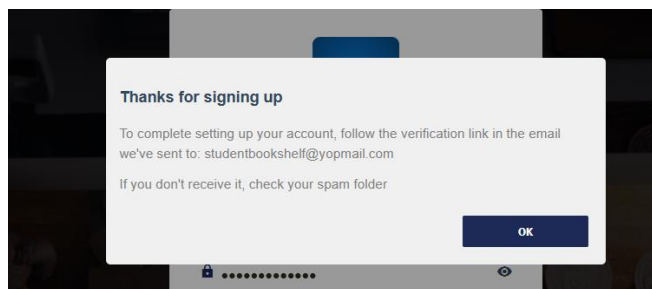 Thanks for signing up
To complete setting up your account, follow the verification link in the email
we've sent to: studentbookshelf@yopmail.com
If you don't receive it, check your spam folder
OK
•••••••••••••